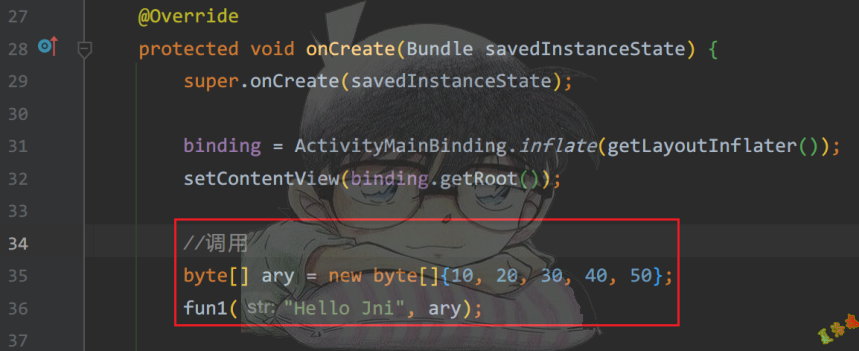 27 @Override
28 protected void onCreate(Bundle savedInstanceState) {
29 super.onCreate(savedInstanceState);
30
31 binding = ActivityMainBinding.inflate(getLayoutInflater());
32 setContentView(binding.getRoot());
33
34 //调用
35 byte[] ary = new byte[]{10, 20, 30, 40, 50};
36 fun1( str: "Hello Jni", ary);
37